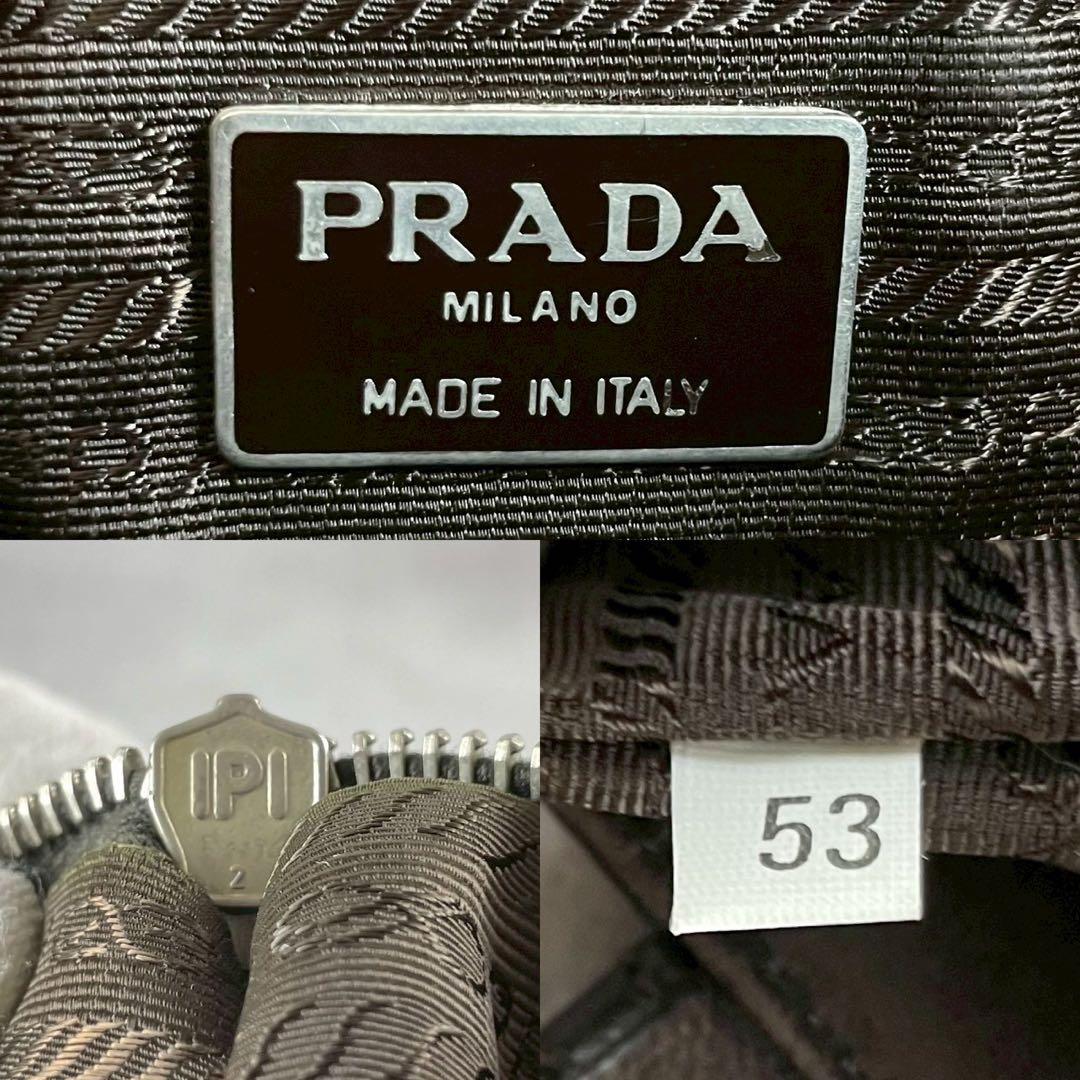 PRADA
MILANO
MADE IN ITALY
IPI
2
53